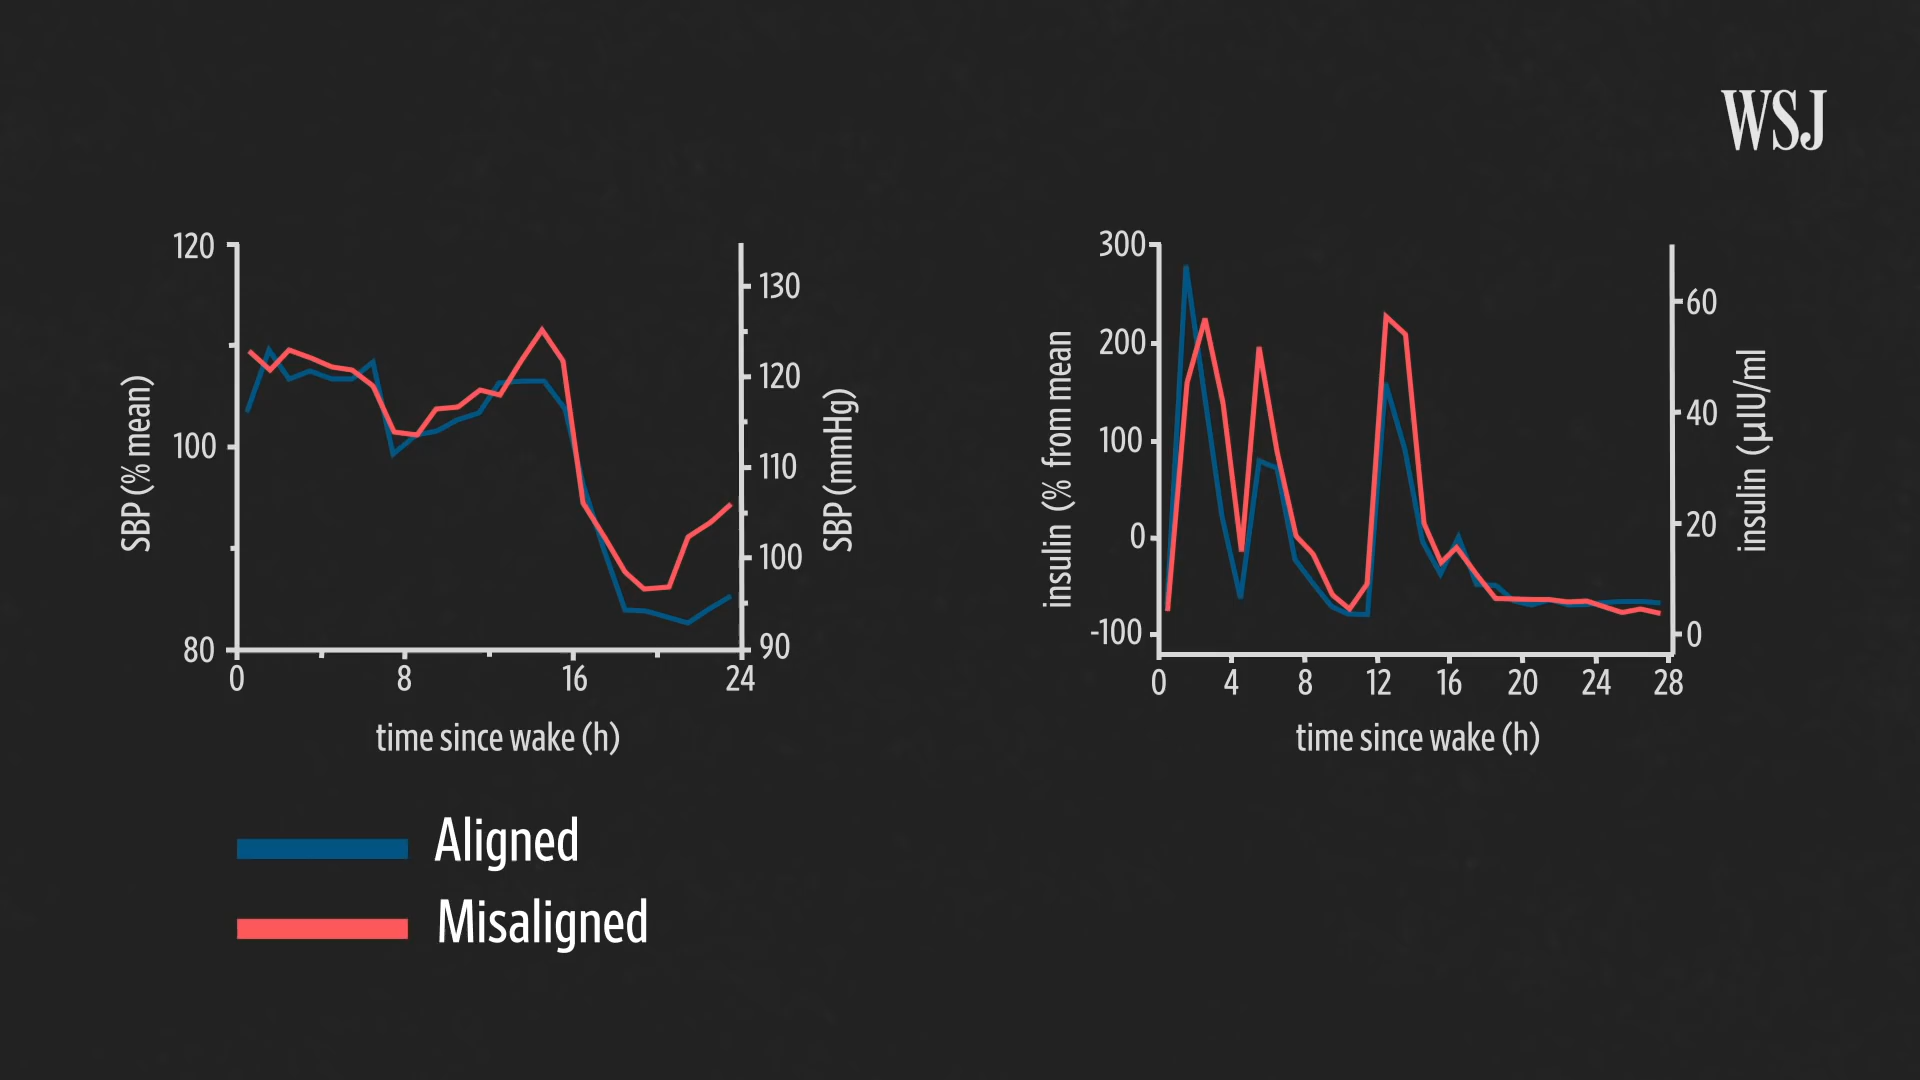 WSJ
120
100
80
SBP (% mean)
130
120
110
100
90
SBP (mmHg)
0 8 16 24
time since wake (h)
300
200
100
0
-100
insulin (% from mean
60
40
20
0
insulin (µIU/ml
0 4 8 12 16 20 24 28
time since wake (h)
Aligned
Misaligned